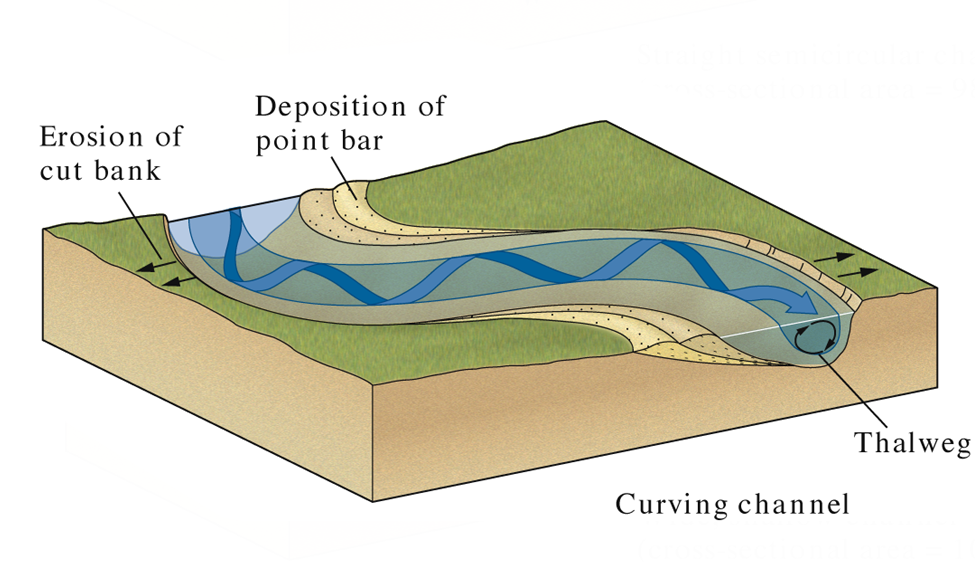 Deposition of
point bar
Erosion of
cut bank
Thalweg
Curving channel